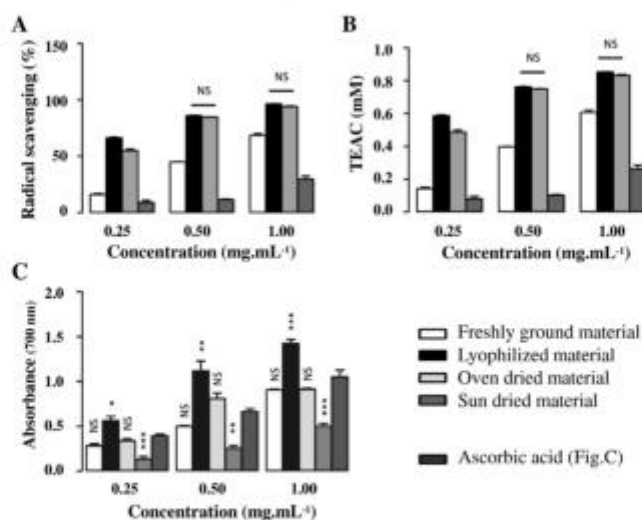 A
Radical scavenging (%)
150
100
50
0
NS
NS
0.25
0.50
1.00
Concentration (mg.mL-1)
B
TEAC (mM)
1.0
0.8
0.6
0.4
0.2
0.0
NS
NS
0.25
0.50
1.00
Concentration (mg.mL-1)
C
Absorbance (700 nm)
2.0
1.5
1.0
0.5
0.0
NS
*
NS
***
NS
**
NS
**
NS
***
NS
***
0.25
0.50
1.00
Concentration (mg.mL-1)
Freshly ground material
Lyophilized material
Oven dried material
Sun dried material
Ascorbic acid (Fig.C)